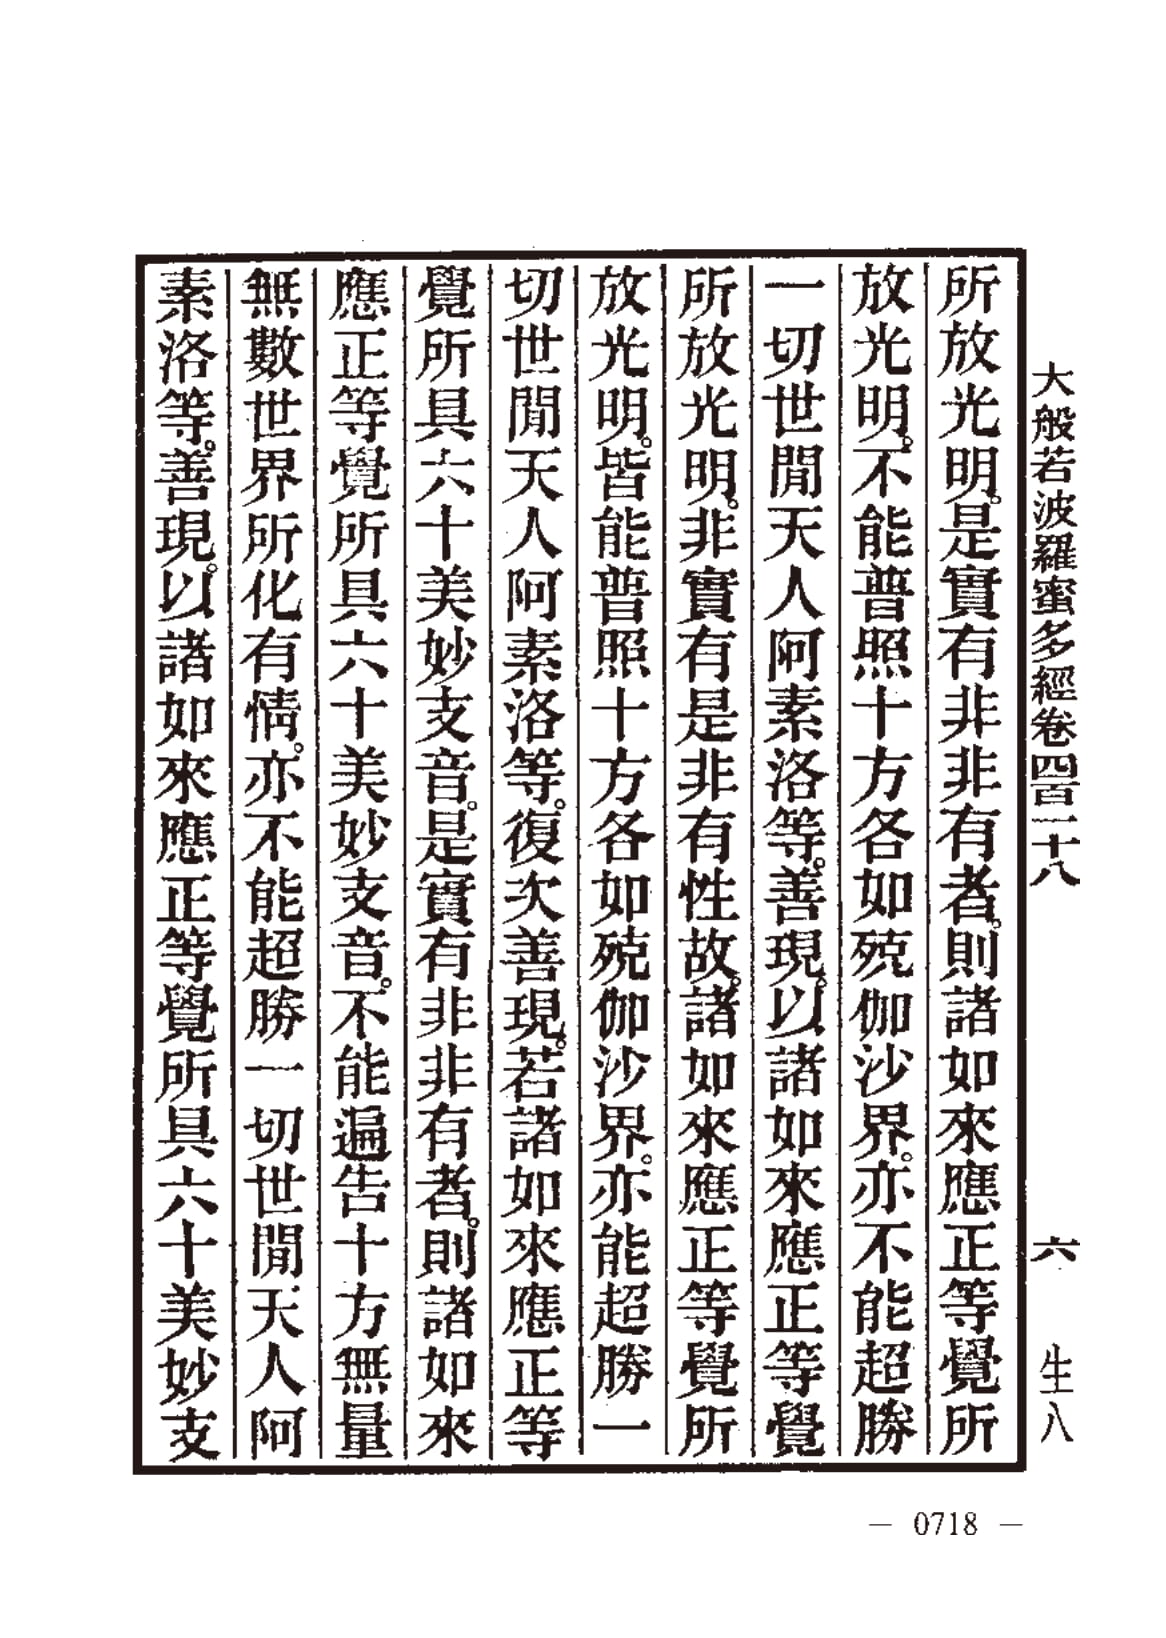 大般若波羅蜜多經卷四百一十八 六 生八
所放光明。是實有非非有者。則諸如來應正等覺所
放光明。不能普照十方各如殑伽沙界。亦不能超勝
一切世閒天人阿素洛等。善現。以諸如來應正等覺
所放光明。非實有是非有性故。諸如來應正等覺所
放光明。皆能普照十方各如殑伽沙界。亦能超勝一
切世閒天人阿素洛等。復次善現。若諸如來應正等
覺所具六十美妙支音。是實有非非有者。則諸如來
應正等覺所具六十美妙支音。不能遍告十方無量
無數世界所化有情。亦不能超勝一切世閒天人阿
素洛等。善現。以諸如來應正等覺所具六十美妙支
— 0718 —